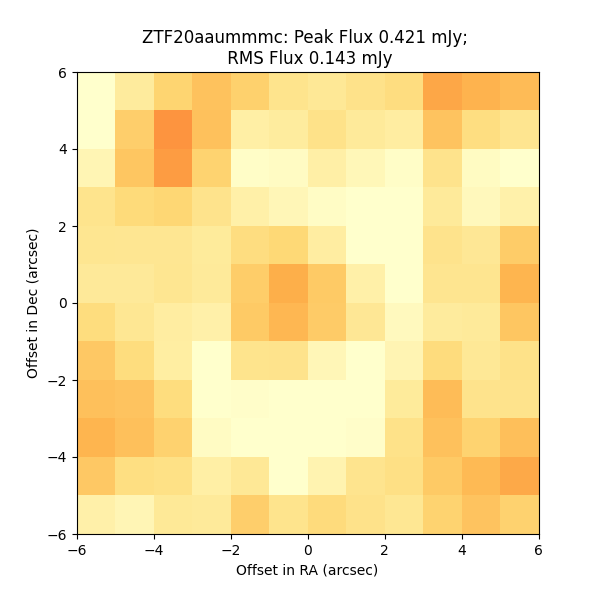 ZTF20aaummmc: Peak Flux 0.421 mJy;
RMS Flux 0.143 mJy
6
4
2
0
−2
−4
−6
Offset in Dec (arcsec)
−6 −4 −2 0 2 4 6
Offset in RA (arcsec)